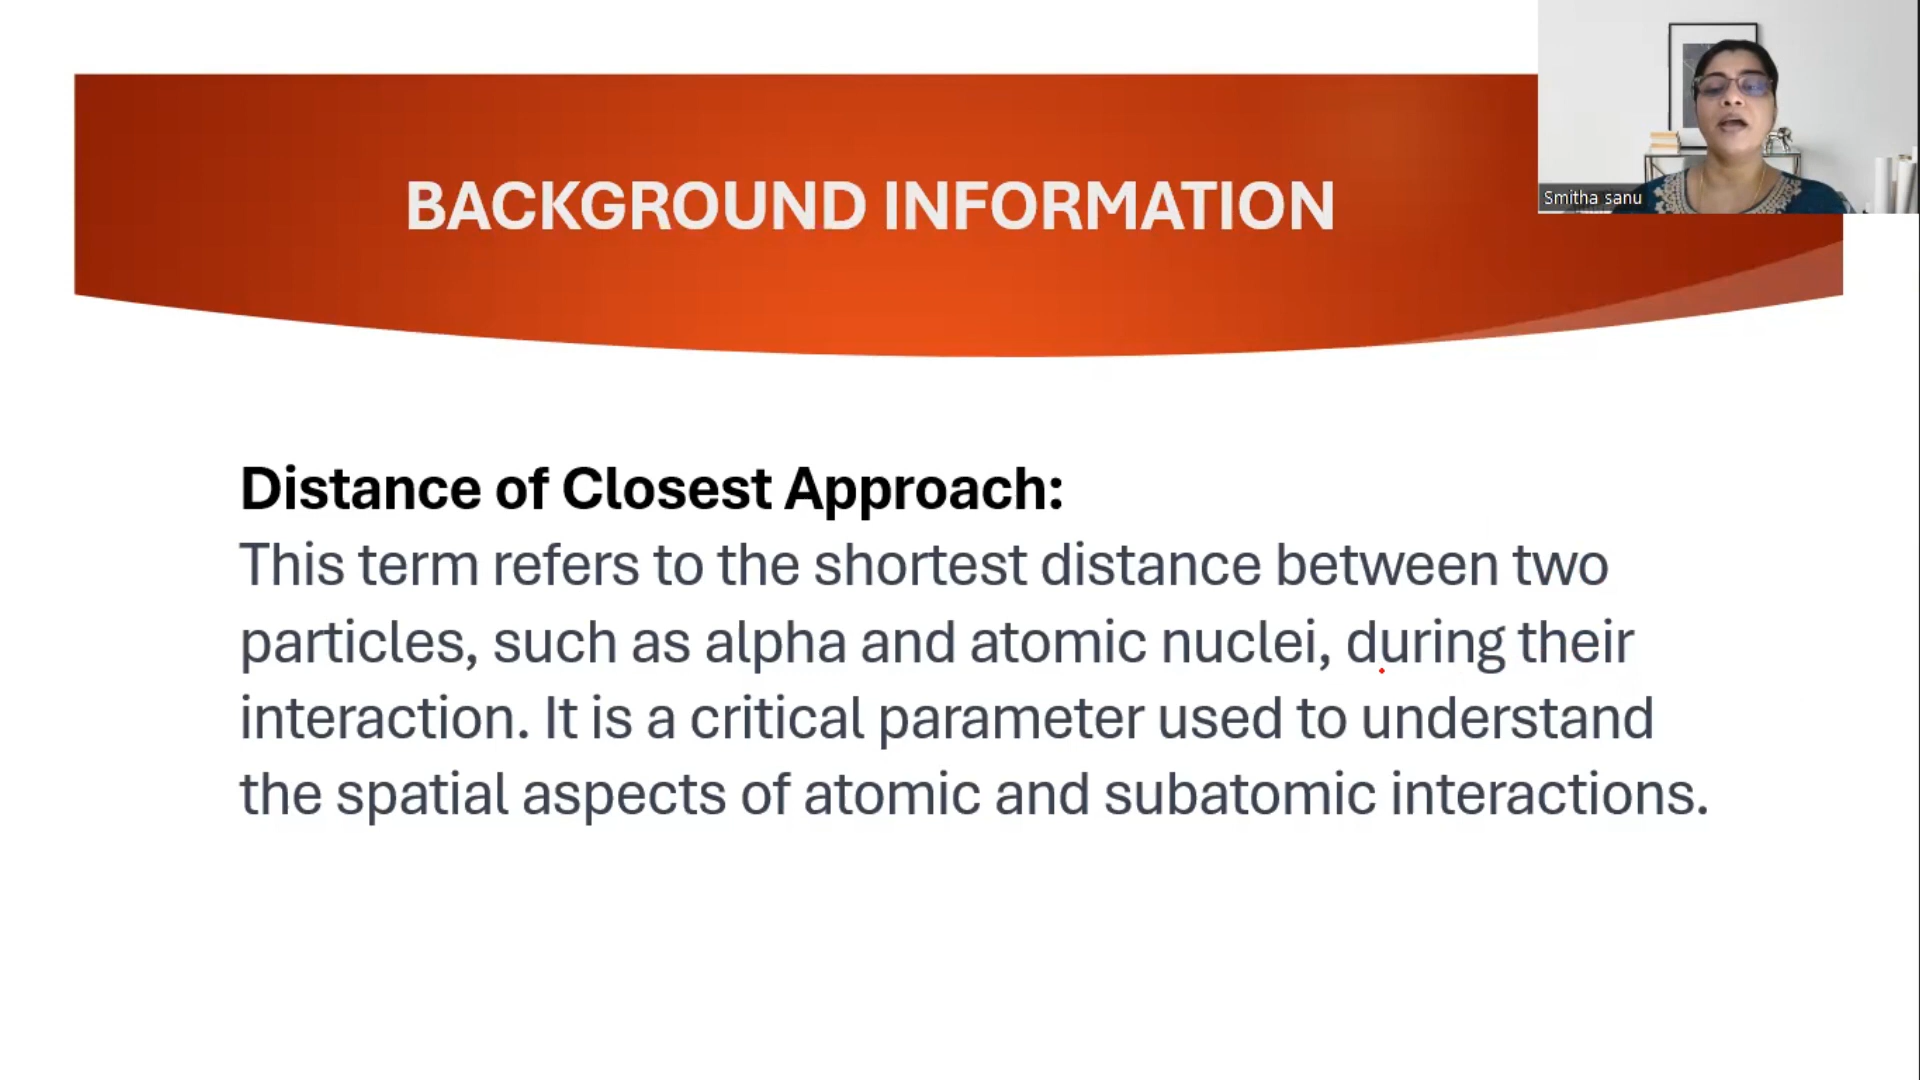 BACKGROUND INFORMATION
Smitha sanu
Distance of Closest Approach:
This term refers to the shortest distance between two
particles, such as alpha and atomic nuclei, during their
interaction. It is a critical parameter used to understand
the spatial aspects of atomic and subatomic interactions.